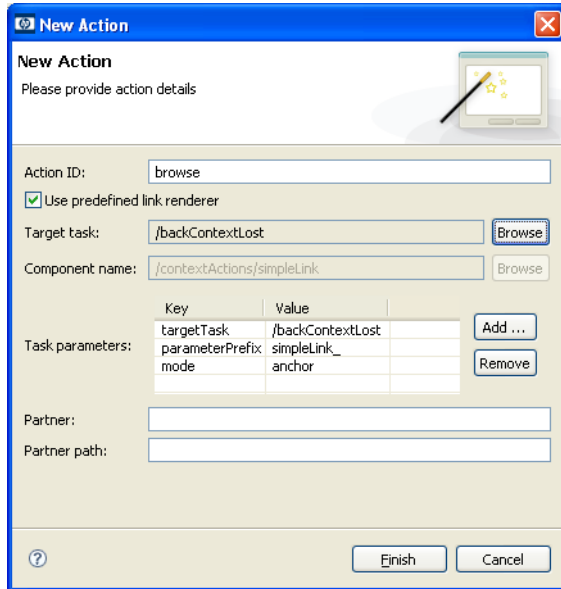 New Action
New Action
Please provide action details
Action ID: browse
Use predefined link renderer
Target task: /backContextLost Browse
Component name: /contextActions/simpleLink Browse
Key Value
targetTask /backContextLost Add ...
Task parameters: parameterPrefix simpleLink_
mode anchor Remove
Partner:
Partner path:
? Finish Cancel